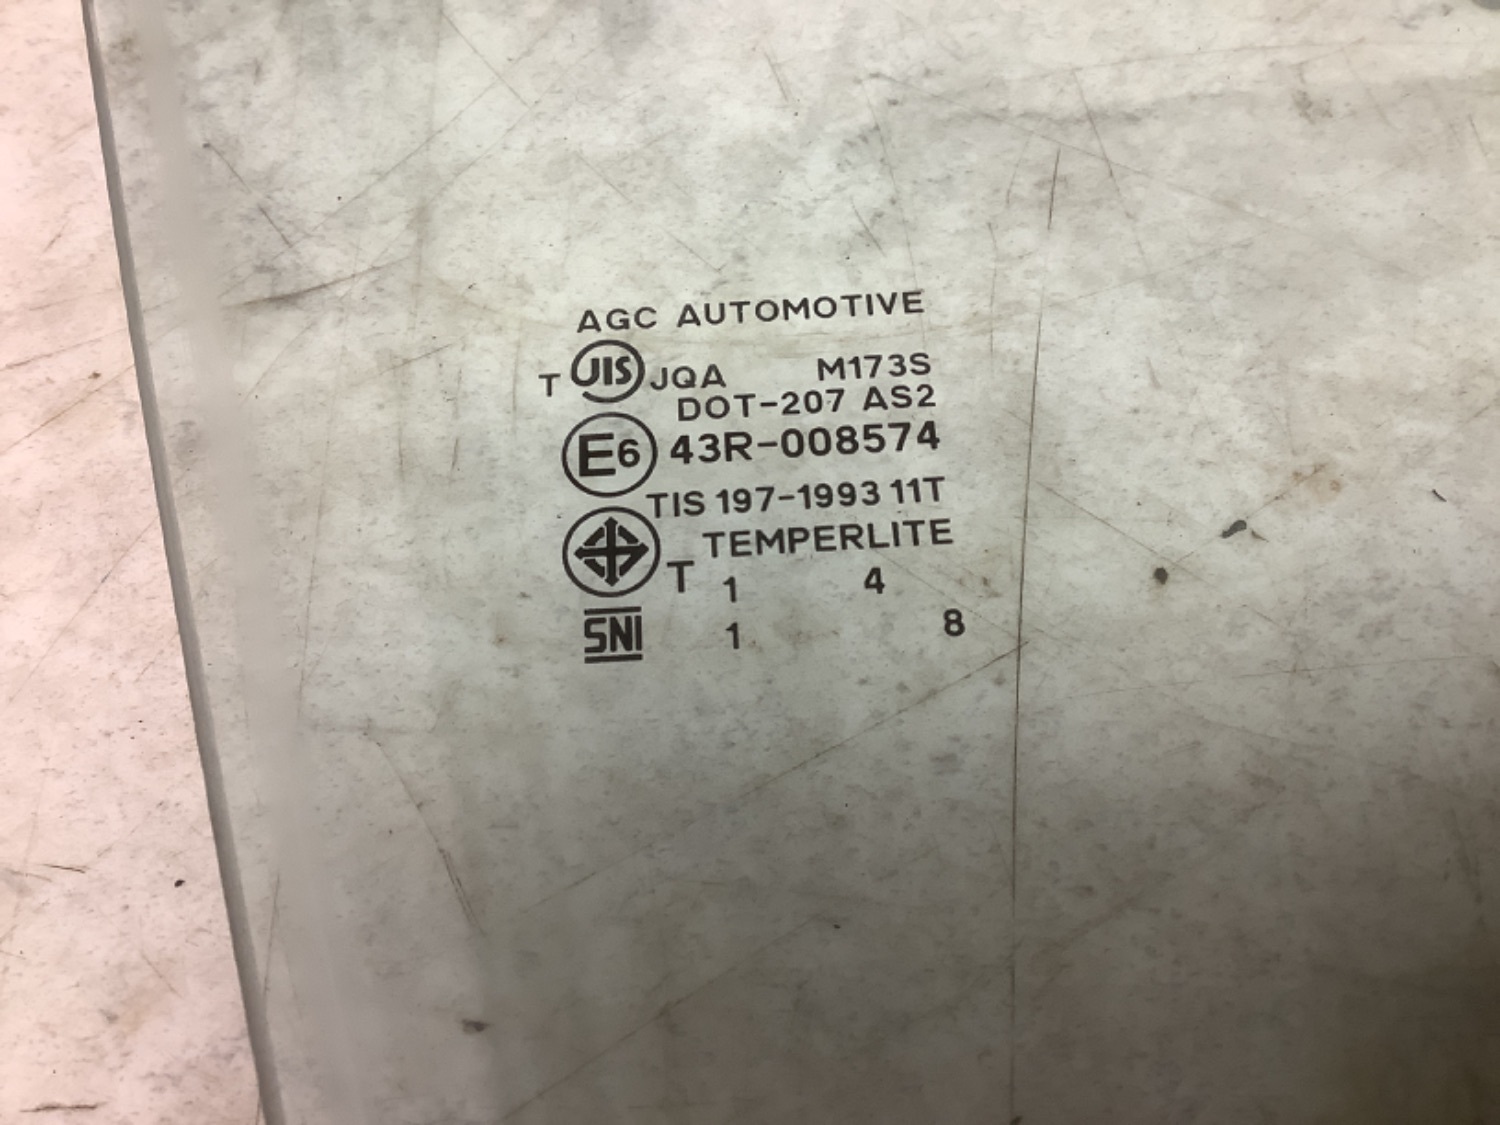 AGC AUTOMOTIVE
T JIS JQA M173S
DOT-207 AS2
E6 43R-008574
TIS 197-1993 11T
TEMPERLITE
T 1 4
SNI 1 8